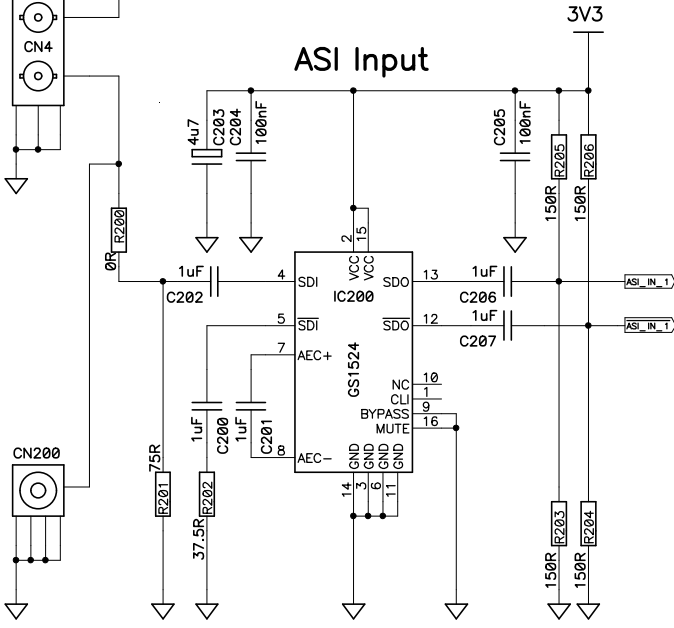 3V3
ASI Input
CN4
4u7
C203
C204
100nF
C205
100nF
R205
R206
150R
150R
R200
0R
2
15
VCC
VCC
1uF
C202
4
SDI
IC200
SDO
13
1uF
C206
ASI_IN_1
5
SDI
SDO
12
1uF
C207
ASI_IN_1
7
AEC+
GS1524
NC
10
CLI
1
BYPASS
9
MUTE
16
1uF
C200
1uF
C201
8
AEC-
GND
GND
GND
GND
14
3
6
11
CN200
75R
R201
R202
37.5R
R203
R204
150R
150R